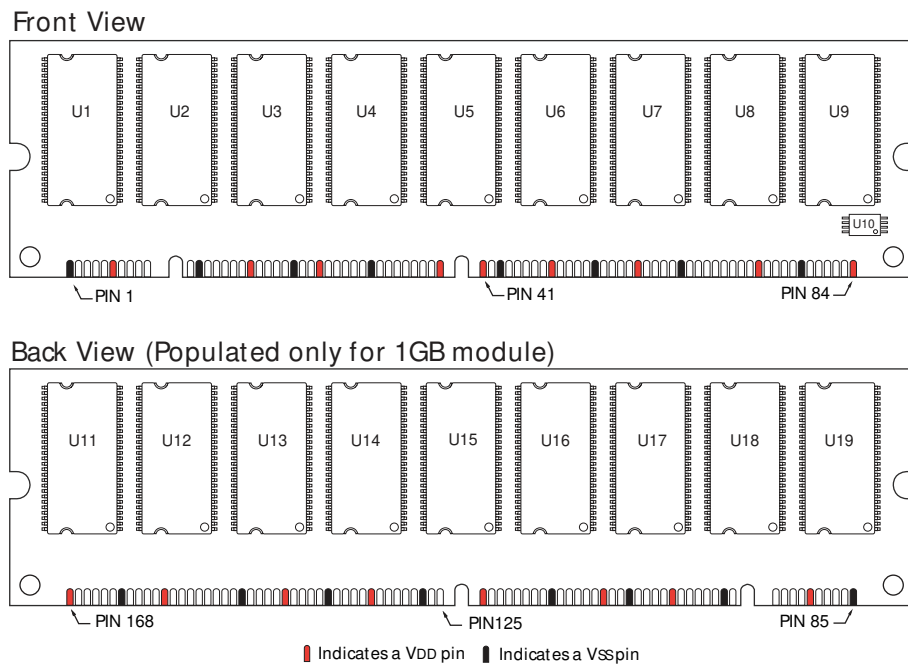 Front View
U1 U2 U3 U4 U5 U6 U7 U8 U9
U10
PIN 1 PIN 41 PIN 84
Back View (Populated only for 1GB module)
U11 U12 U13 U14 U15 U16 U17 U18 U19
PIN 168 PIN125 PIN 85
Indicates a VDD pin Indicates a VSS pin